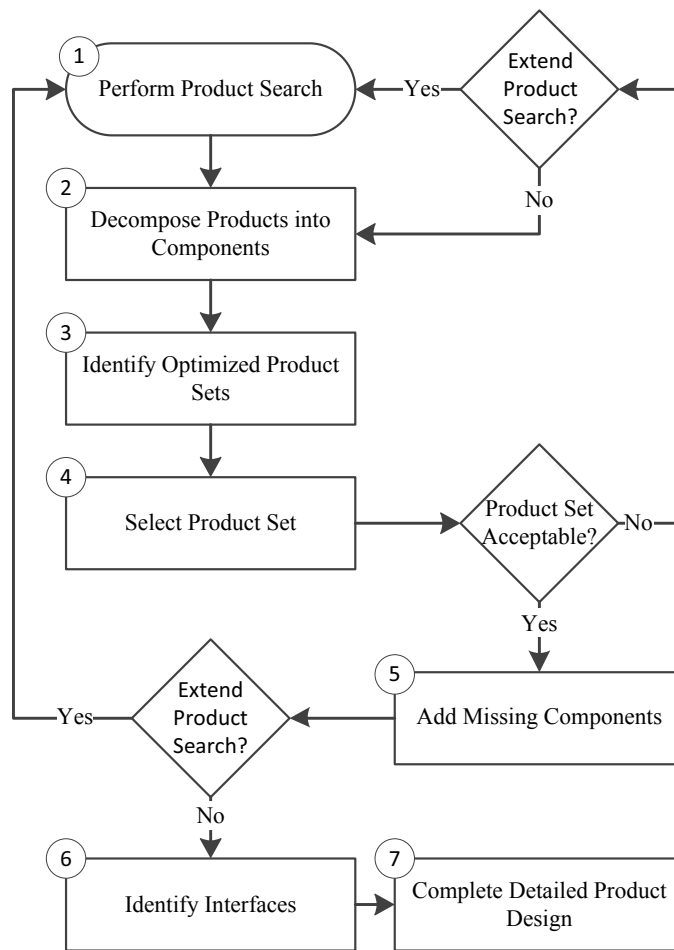 1
Perform Product Search
Yes
Extend
Product
Search?
No
2
Decompose Products into
Components
3
Identify Optimized Product
Sets
4
Select Product Set
Product Set
Acceptable?
No
Yes
5
Add Missing Components
Extend
Product
Search?
Yes
No
6
Identify Interfaces
7
Complete Detailed Product
Design